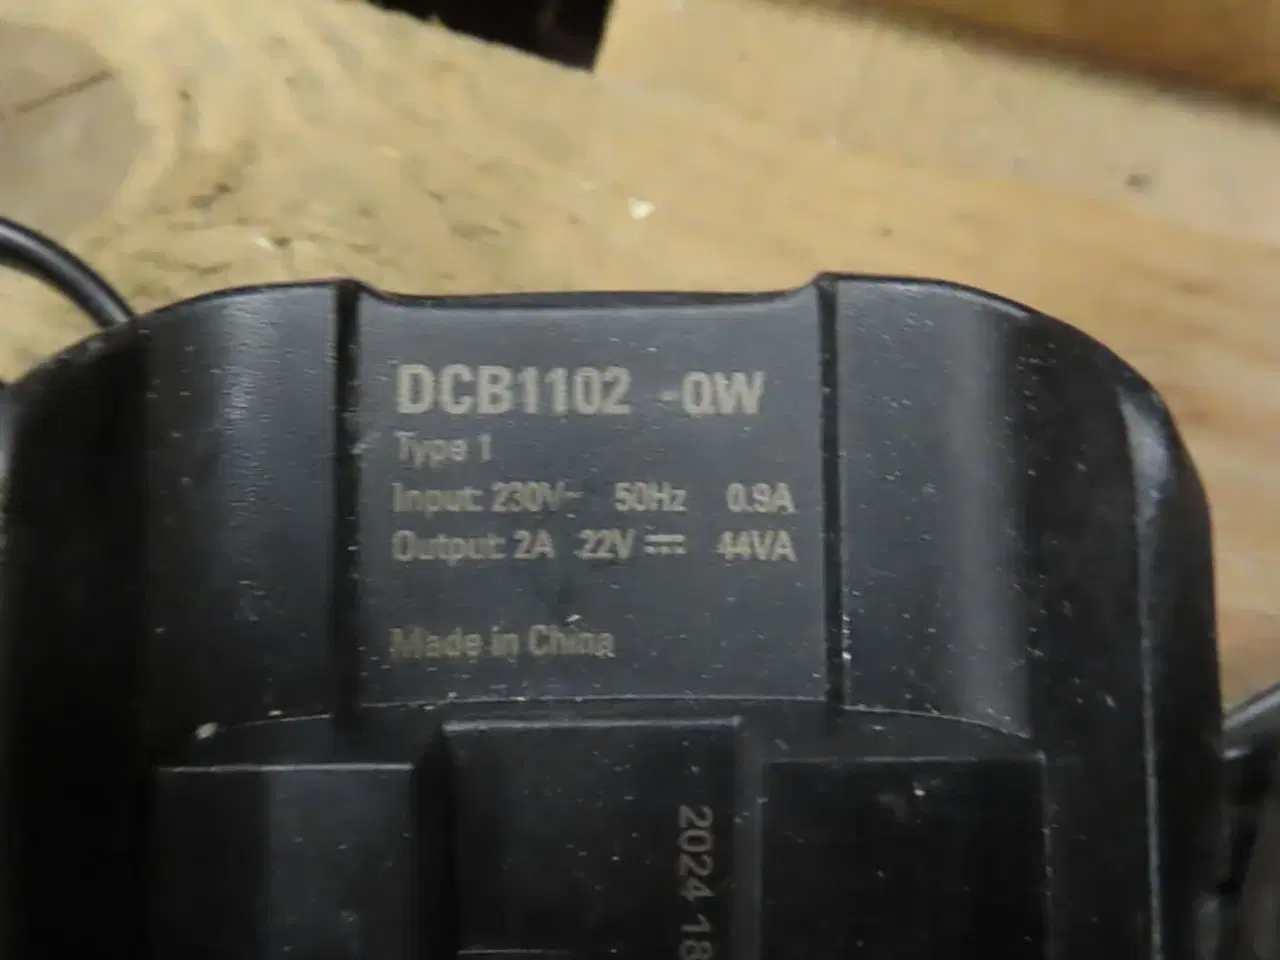 DCB1102 -QW
Type 1
Input: 230V~ 50Hz 0.9A
Output: 2A 22V ⎓ 44VA
Made in China
2024 18